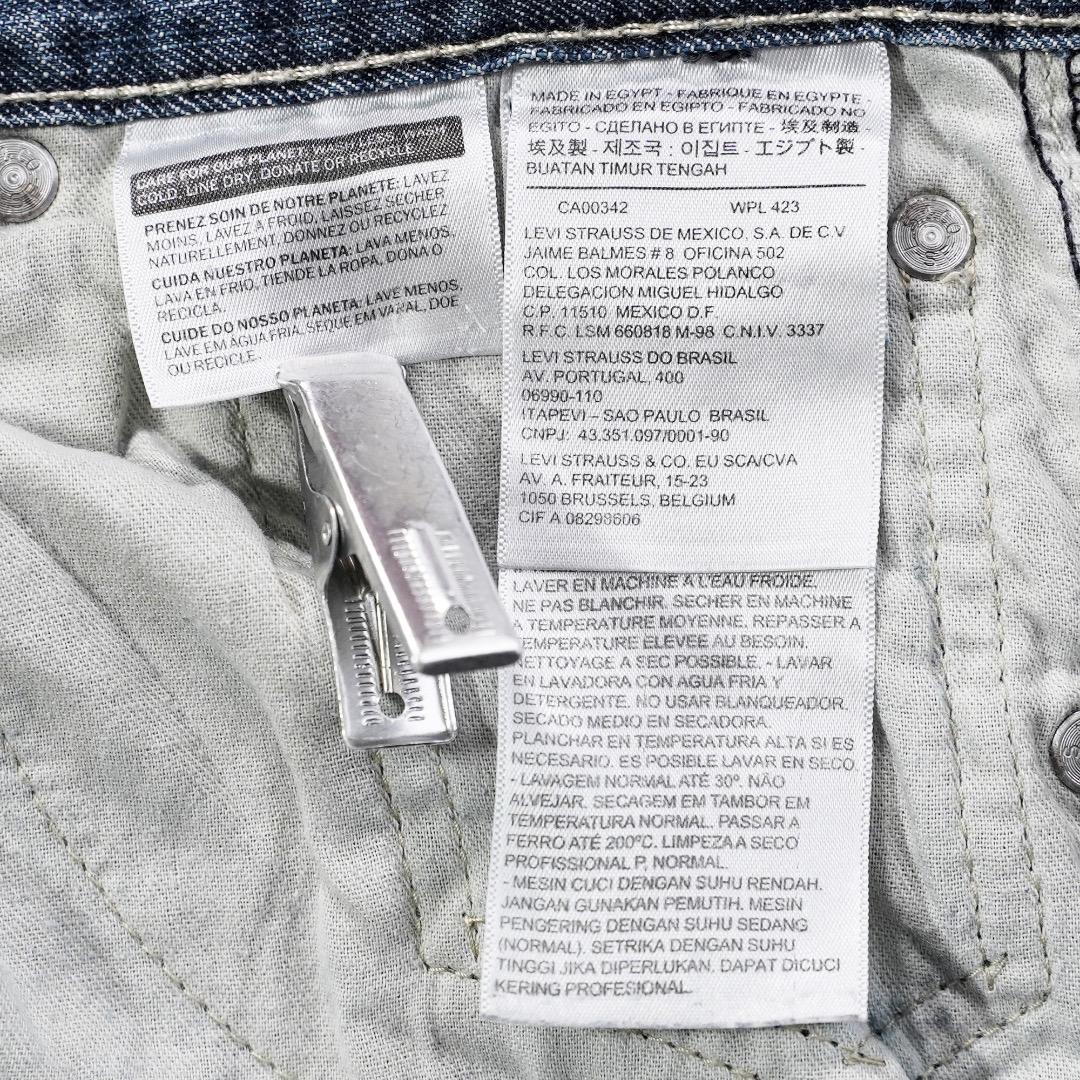 CARE FOR OUR PLANET: WASH LESS, WASH
COLD, LINE DRY, DONATE OR RECYCLE.
PRENEZ SOIN DE NOTRE PLANETE: LAVEZ
MOINS, LAVEZ A FROID, LAISSEZ SECHER
NATURELLEMENT, DONNEZ OU RECYCLEZ
CUIDA NUESTRO PLANETA: LAVA MENOS,
LAVA EN FRIO, TIENDE LA ROPA, DONA O
RECICLA.
CUIDE DO NOSSO PLANETA: LAVE MENOS,
LAVE EM AGUA FRIA, SEQUE EM VARAL, DOE
OU RECICLE.
MADE IN EGYPT - FABRIQUE EN EGYPTE -
FABRICADO EN EGIPTO - FABRICADO NO
EGITO - СДЕЛАНО В ЕГИПТЕ - 埃及制造 -
埃及製 - 제조국 : 이집트 - エジプト製 -
BUATAN TIMUR TENGAH
CA00342 WPL 423
LEVI STRAUSS DE MEXICO, S.A. DE C.V
JAIME BALMES # 8 OFICINA 502
COL. LOS MORALES POLANCO
DELEGACION MIGUEL HIDALGO
C.P. 11510 MEXICO D.F.
R.F.C. LSM 660818 M-98 C.N.I.V. 3337
LEVI STRAUSS DO BRASIL
AV. PORTUGAL, 400
06990-110
ITAPEVI – SAO PAULO BRASIL
CNPJ: 43.351.097/0001-90
LEVI STRAUSS & CO. EU SCA/CVA
AV. A. FRAITEUR, 15-23
1050 BRUSSELS, BELGIUM
CIF A 08298606
LAVER EN MACHINE A L'EAU FROIDE.
NE PAS BLANCHIR. SECHER EN MACHINE
A TEMPERATURE MOYENNE. REPASSER A
TEMPERATURE ELEVEE AU BESOIN.
NETTOYAGE A SEC POSSIBLE. - LAVAR
EN LAVADORA CON AGUA FRIA Y
DETERGENTE. NO USAR BLANQUEADOR.
SECADO MEDIO EN SECADORA.
PLANCHAR EN TEMPERATURA ALTA SI ES
NECESARIO. ES POSIBLE LAVAR EN SECO.
- LAVAGEM NORMAL ATÉ 30º. NÃO
ALVEJAR. SECAGEM EM TAMBOR EM
TEMPERATURA NORMAL. PASSAR A
FERRO ATÉ 200ºC. LIMPEZA A SECO
PROFISSIONAL P, NORMAL.
- MESIN CUCI DENGAN SUHU RENDAH.
JANGAN GUNAKAN PEMUTIH. MESIN
PENGERING DENGAN SUHU SEDANG
(NORMAL). SETRIKA DENGAN SUHU
TINGGI JIKA DIPERLUKAN. DAPAT DICUCI
KERING PROFESIONAL.